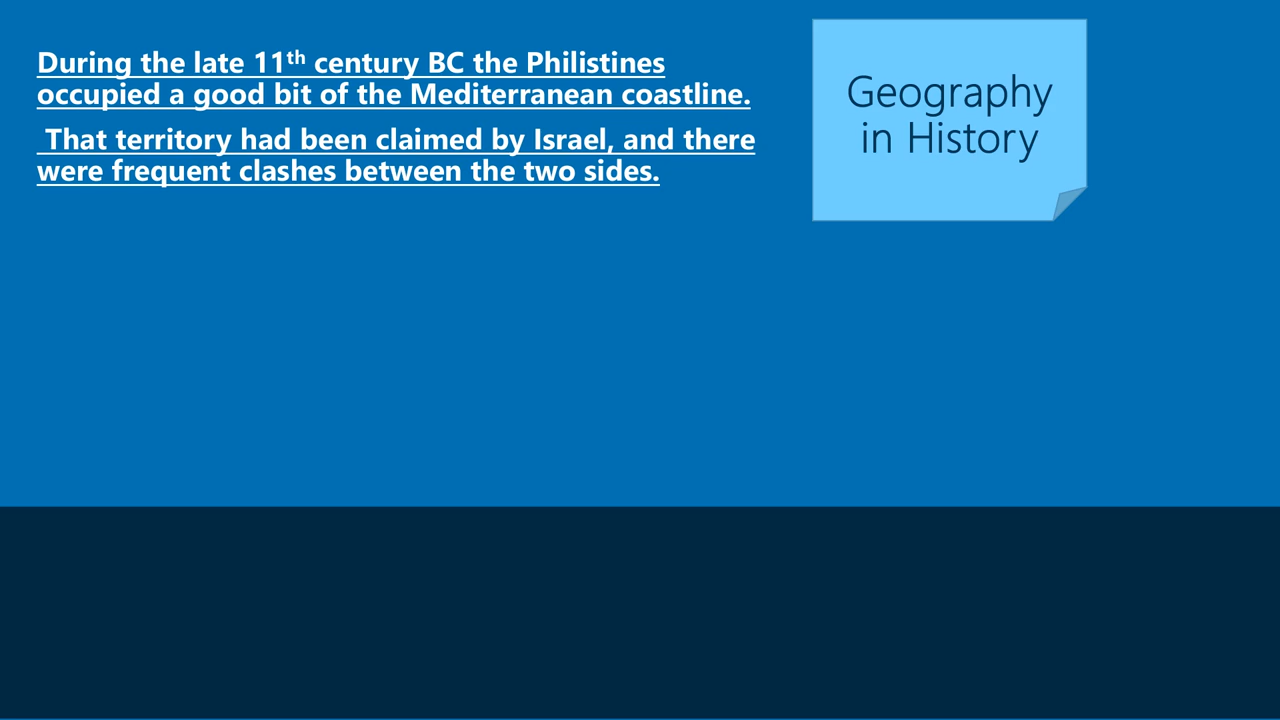 During the late 11th century BC the Philistines
occupied a good bit of the Mediterranean coastline.
That territory had been claimed by Israel, and there
were frequent clashes between the two sides.
Geography
in History